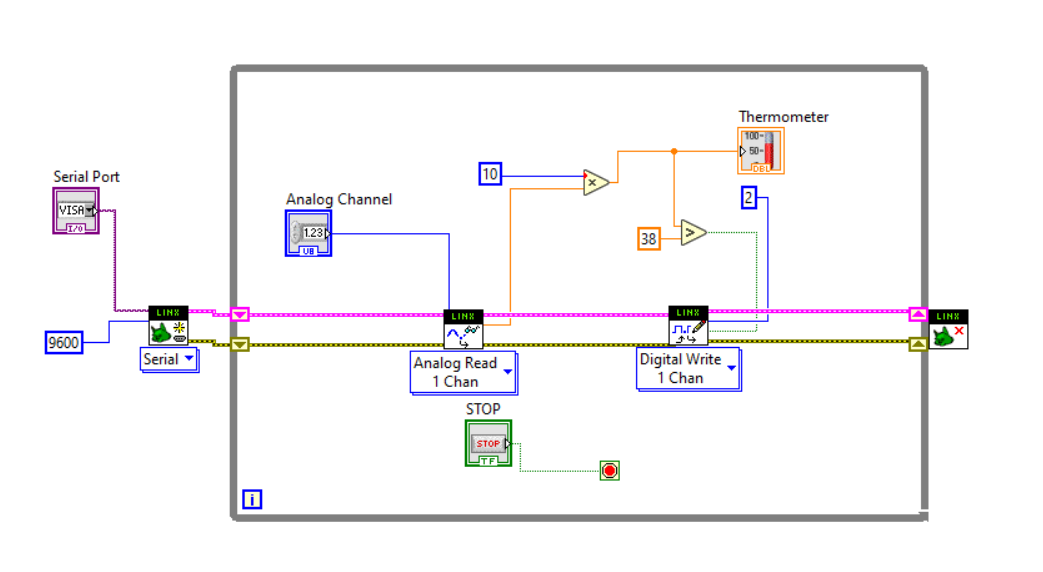 Thermometer
100-
50-
DBL
10
×
Serial Port
VISA
I/O
2
Analog Channel
1.23
U8
38
>
LINX
LINX
LINX
LINX
9600
Serial
Analog Read
1 Chan
Digital Write
1 Chan
STOP
STOP
TF
i